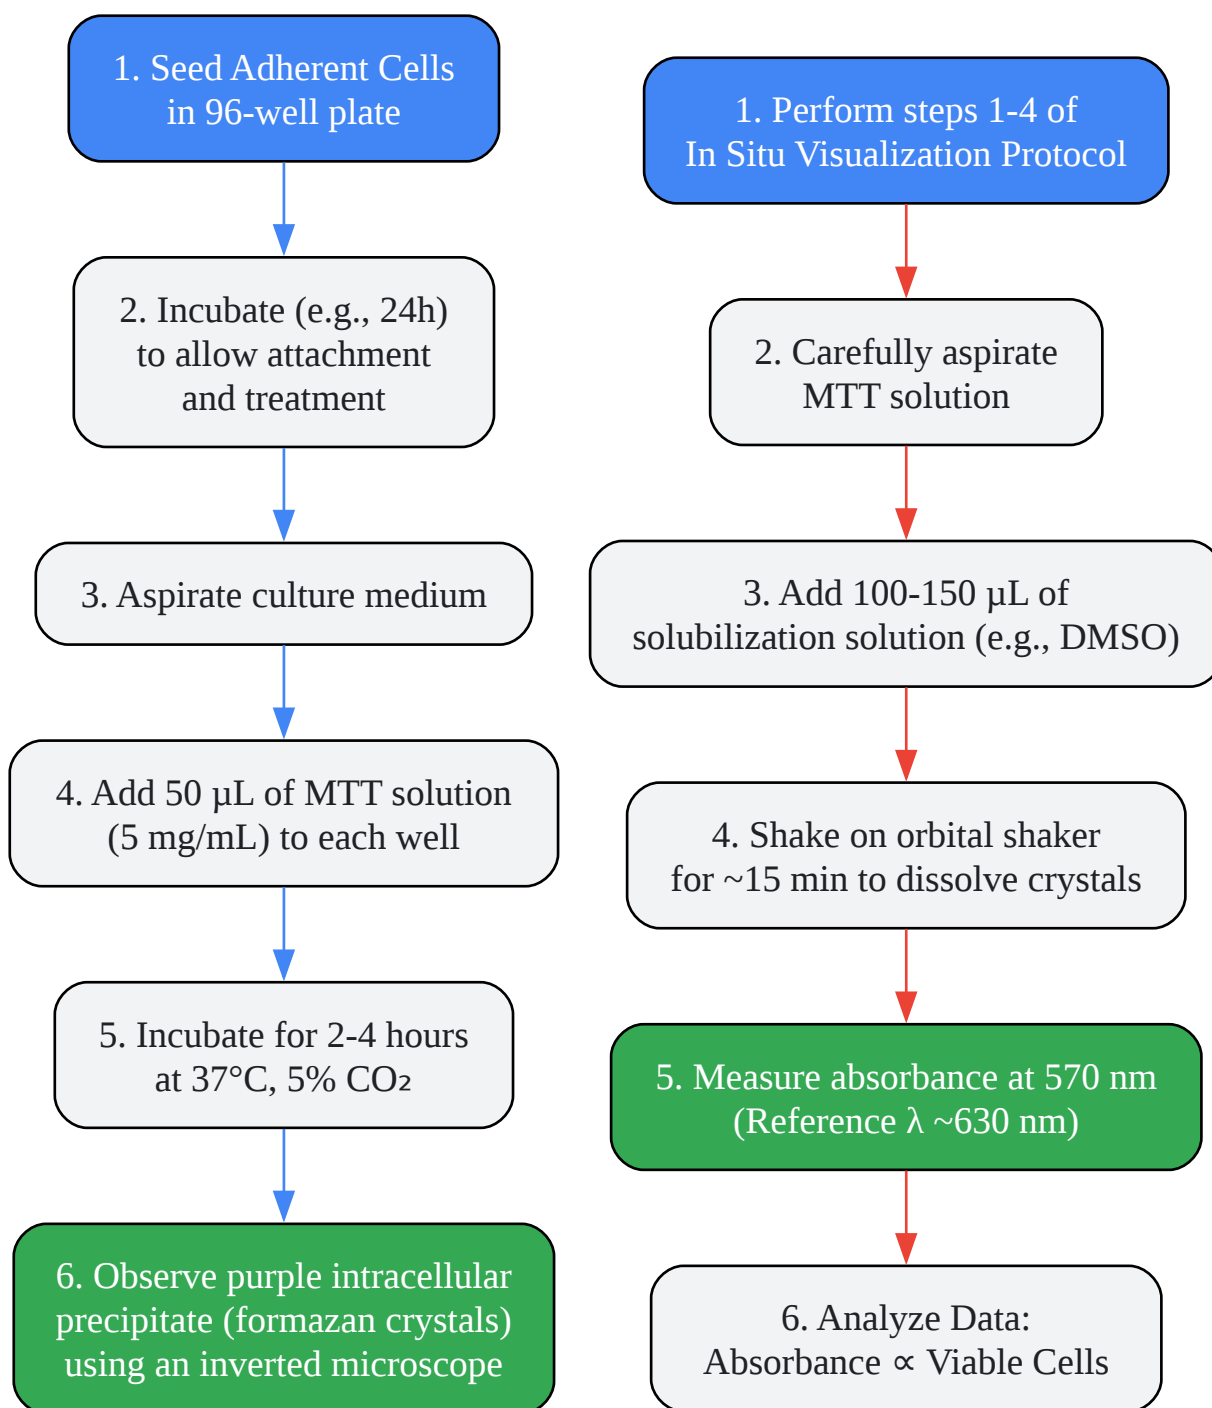 1. Seed Adherent Cells
in 96-well plate
2. Incubate (e.g., 24h)
to allow attachment
and treatment
3. Aspirate culture medium
4. Add 50 µL of MTT solution
(5 mg/mL) to each well
5. Incubate for 2-4 hours
at 37°C, 5% CO₂
6. Observe purple intracellular
precipitate (formazan crystals)
using an inverted microscope
1. Perform steps 1-4 of
In Situ Visualization Protocol
2. Carefully aspirate
MTT solution
3. Add 100-150 µL of
solubilization solution (e.g., DMSO)
4. Shake on orbital shaker
for ~15 min to dissolve crystals
5. Measure absorbance at 570 nm
(Reference λ ~630 nm)
6. Analyze Data:
Absorbance ∝ Viable Cells